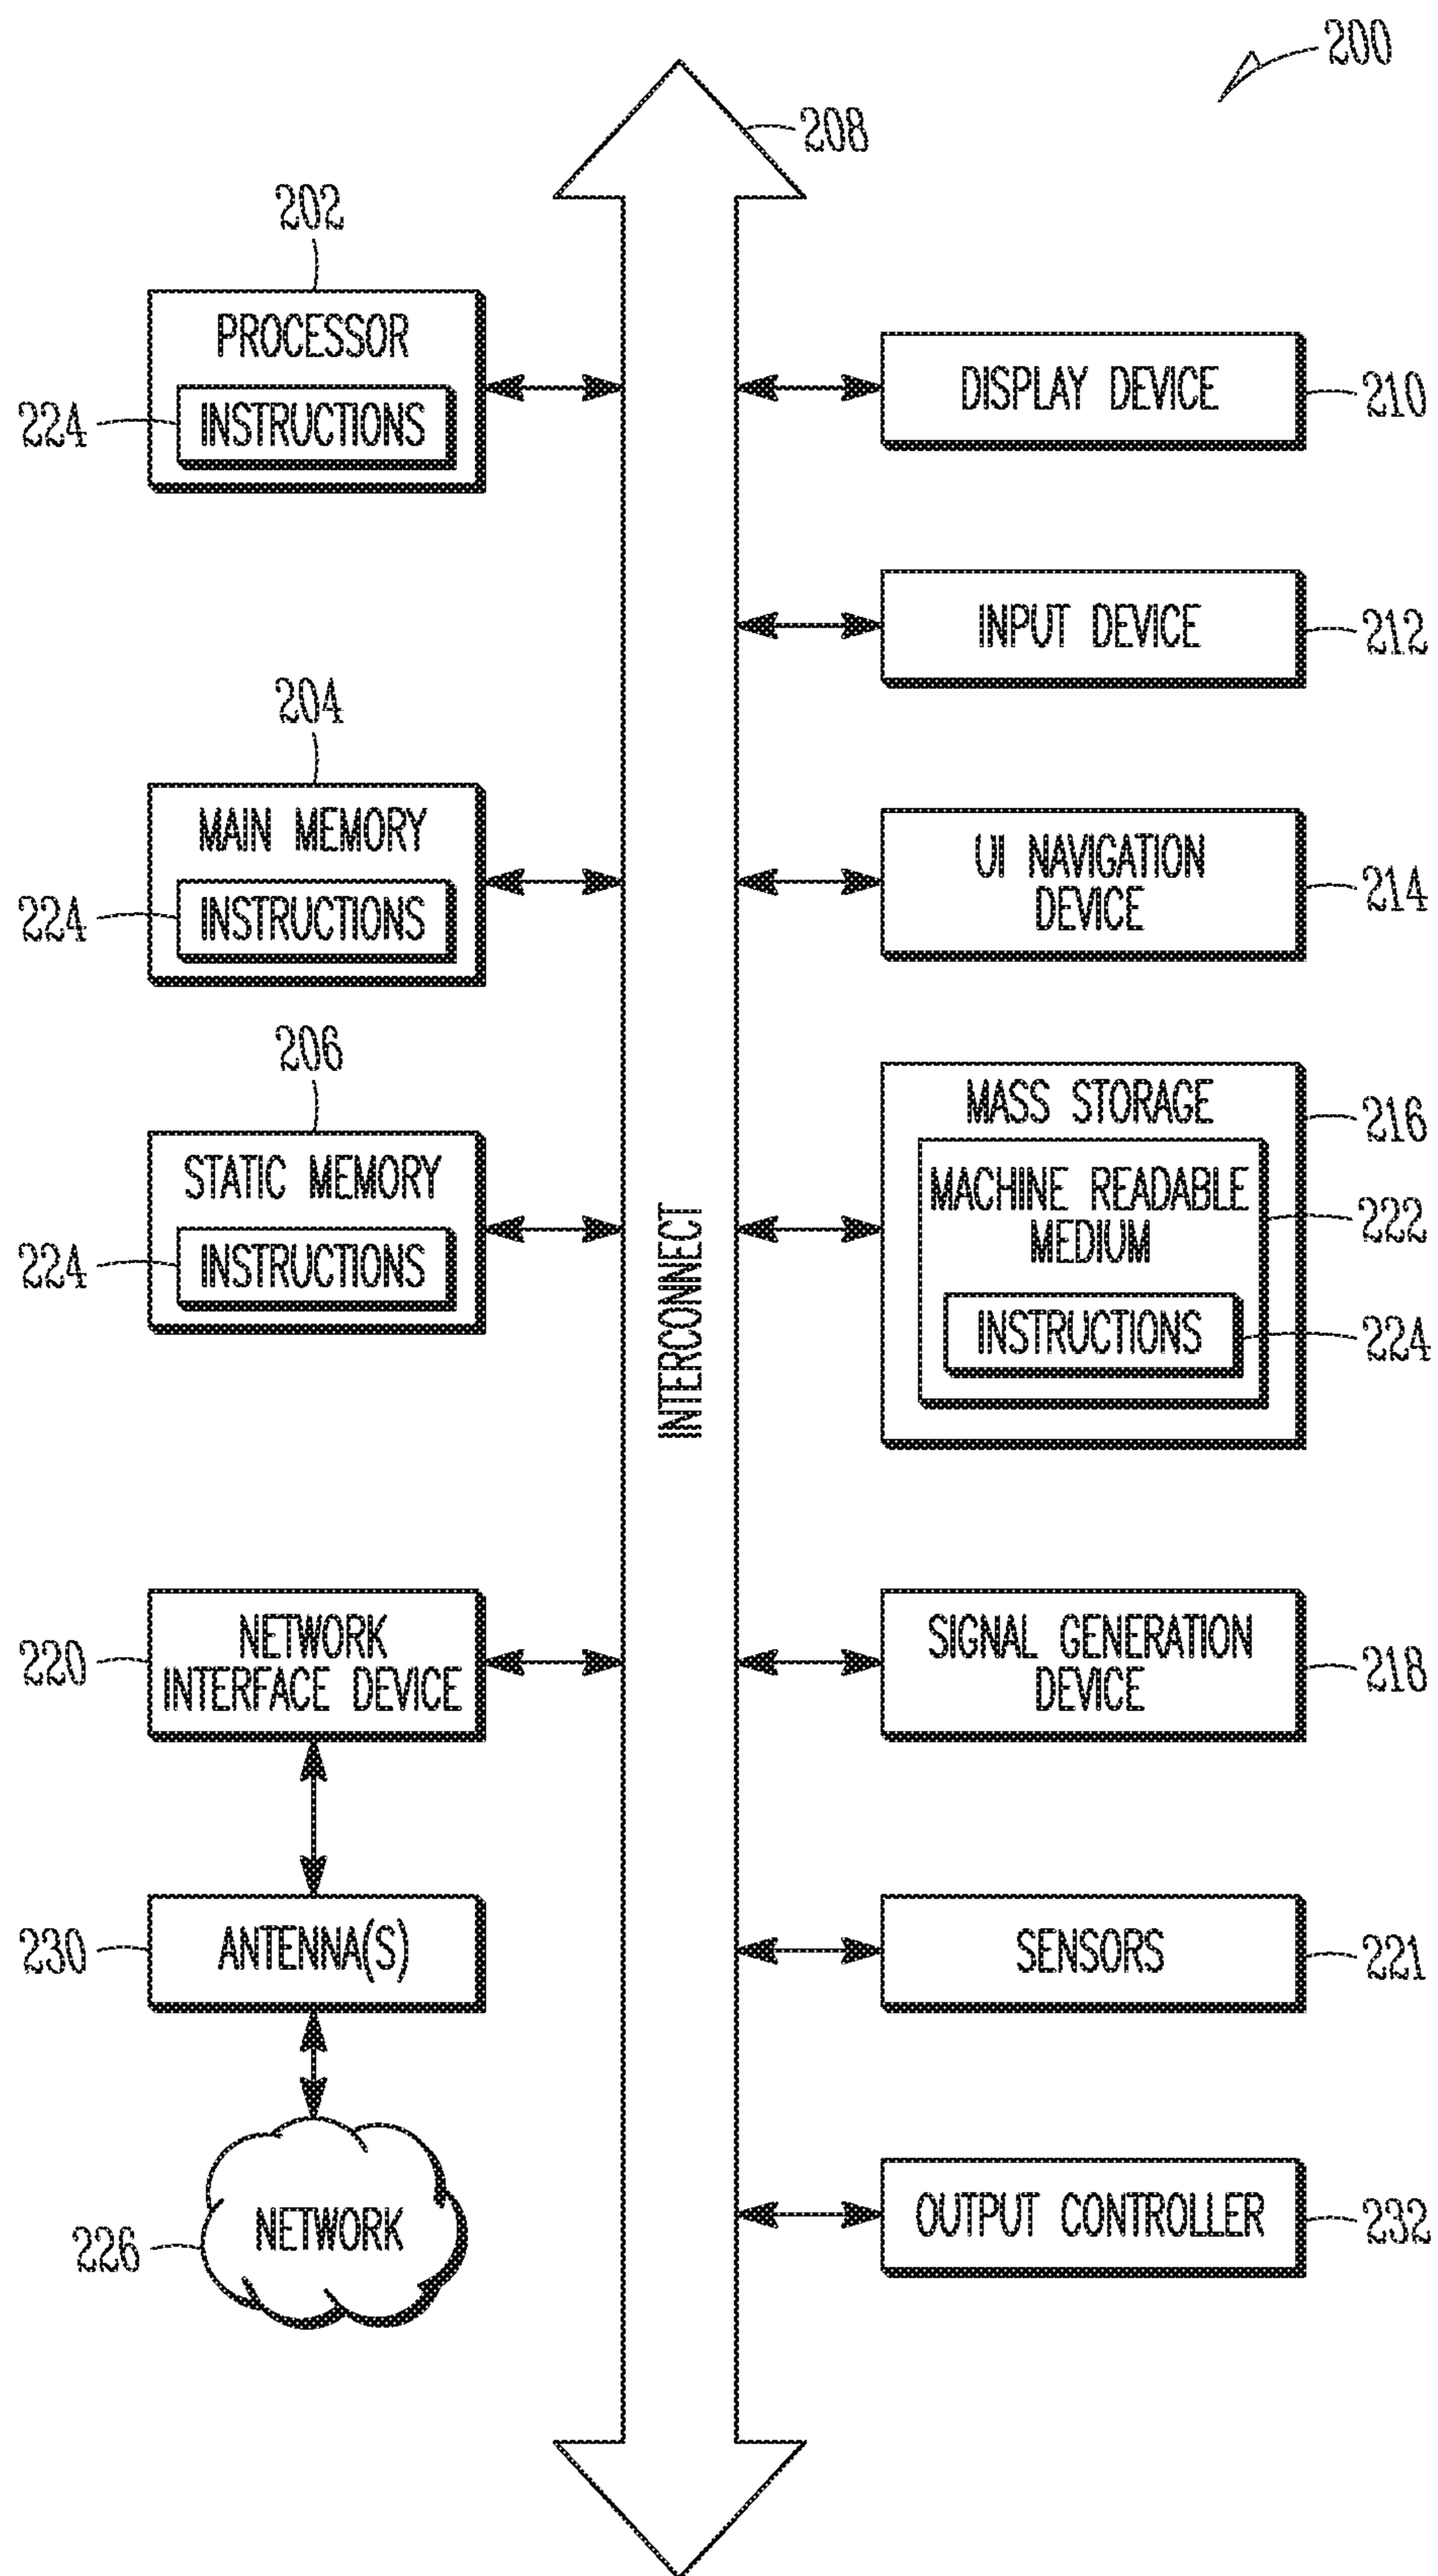 200
208
202
PROCESSOR
224
INSTRUCTIONS
DISPLAY DEVICE
210
INPUT DEVICE
212
204
MAIN MEMORY
224
INSTRUCTIONS
UI NAVIGATION
DEVICE
214
206
STATIC MEMORY
224
INSTRUCTIONS
INTERCONNECT
MASS STORAGE
216
MACHINE READABLE
MEDIUM
222
INSTRUCTIONS
224
220
NETWORK
INTERFACE DEVICE
SIGNAL GENERATION
DEVICE
218
230
ANTENNA(S)
SENSORS
221
226
NETWORK
OUTPUT CONTROLLER
232